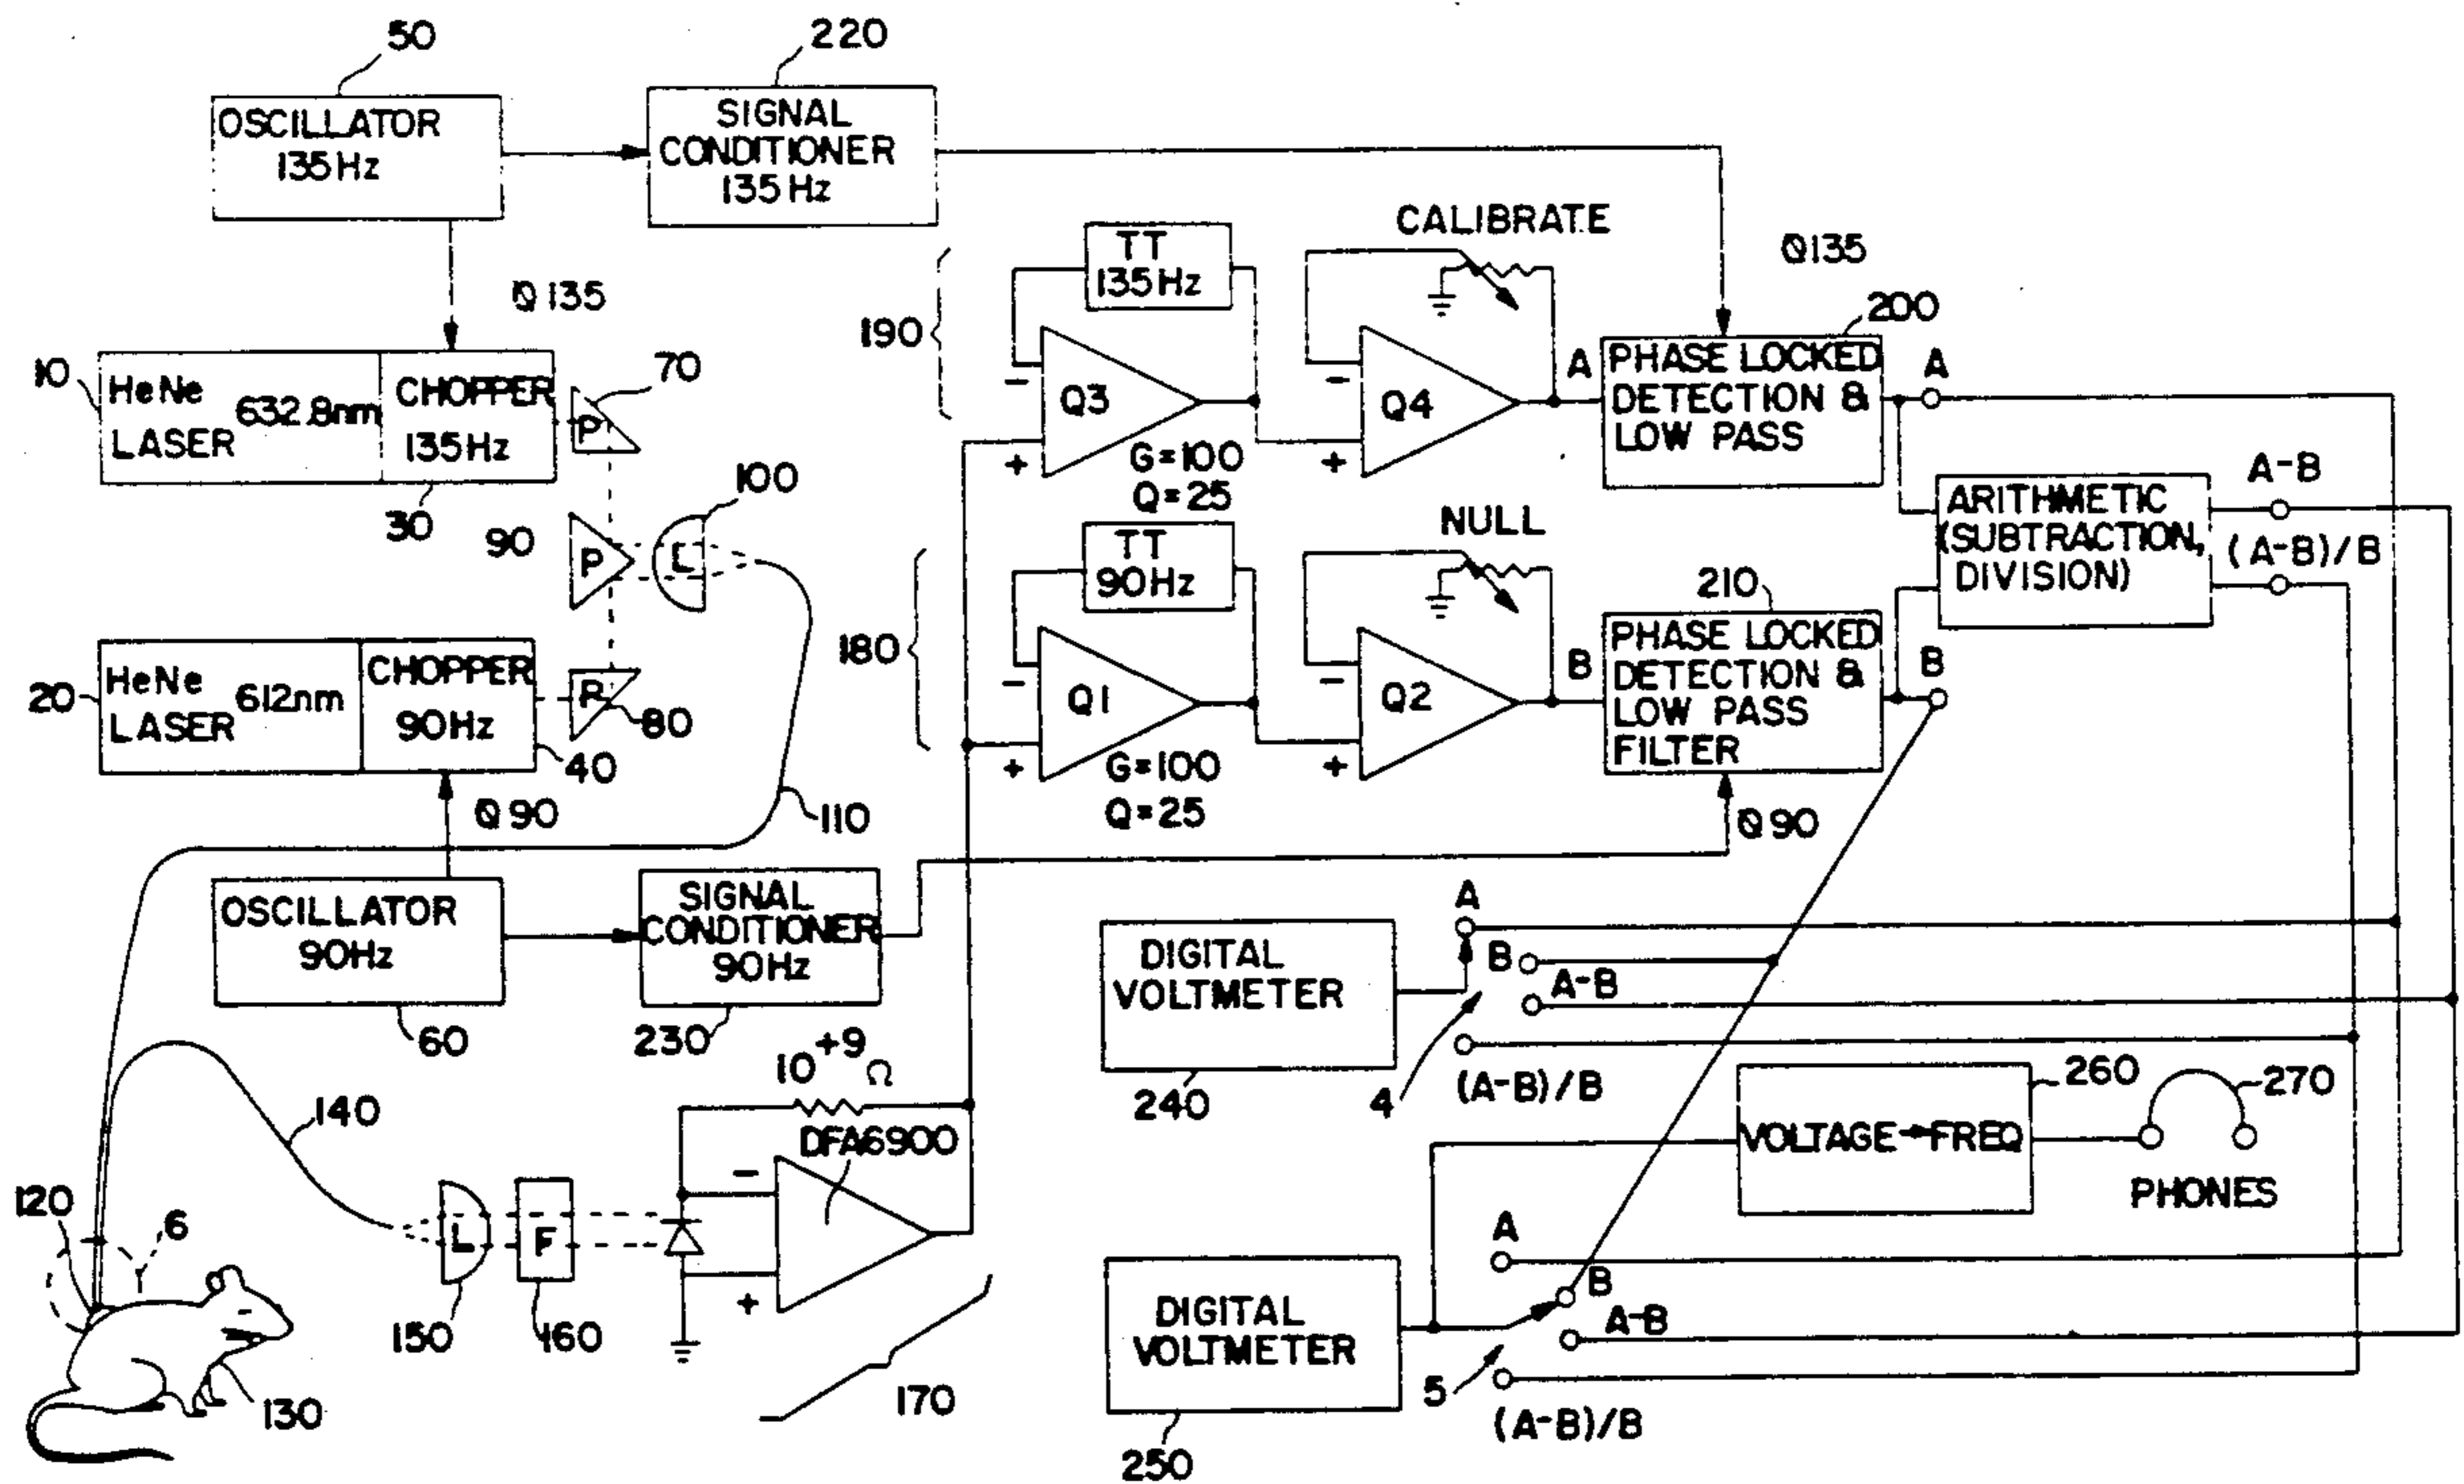 50
220
OSCILLATOR
135Hz
SIGNAL
CONDITIONER
135 Hz
CALIBRATE
TT
135Hz
Ø135
Ø 135
190
200
10
HeNe
LASER
632.8nm
CHOPPER
135Hz
30
P
70
-
+
Q3
G=100
Q=25
-
+
Q4
A
PHASE LOCKED
DETECTION &
LOW PASS
A
90
P
100
L
NULL
TT
90Hz
ARITHMETIC
(SUBTRACTION,
DIVISION)
A-B
(A-B)/B
180
210
20
HeNe
LASER
612nm
CHOPPER
90Hz
40
P
80
-
+
Q1
G=100
Q=25
-
+
Q2
B
PHASE LOCKED
DETECTION &
LOW PASS
FILTER
B
Ø90
110
Ø90
OSCILLATOR
90Hz
60
SIGNAL
CONDITIONER
90Hz
230
DIGITAL
VOLTMETER
240
A
B
A-B
(A-B)/B
4
10+9 Ω
DFA6900
-
+
140
120
6
130
L
150
F
160
170
VOLTAGE→FREQ
260
270
PHONES
DIGITAL
VOLTMETER
250
A
B
A-B
(A-B)/B
5